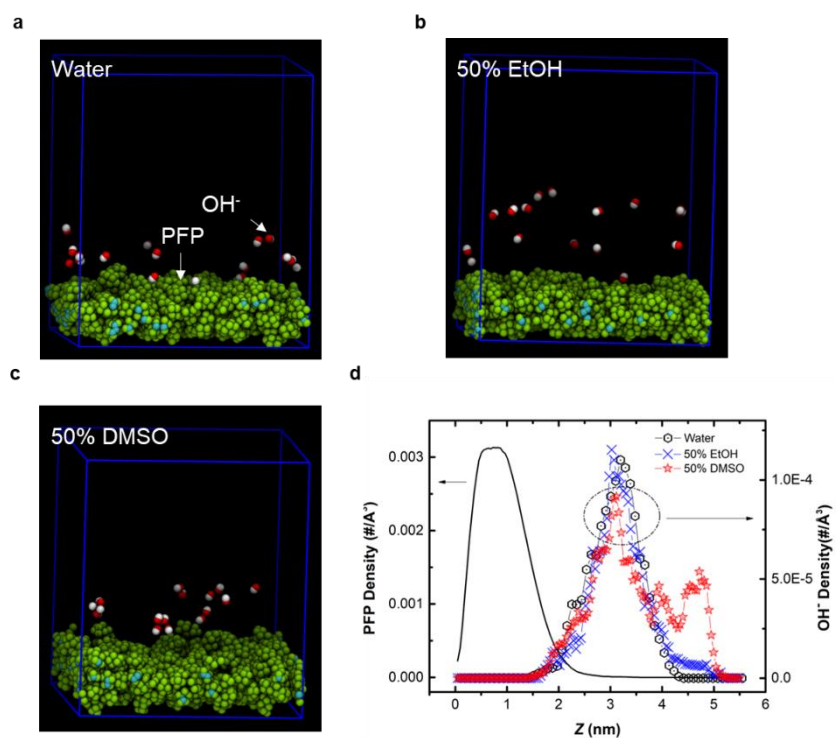 a
Water
OH⁻
PFP
b
50% EtOH
c
50% DMSO
d
Water
50% EtOH
50% DMSO
0.003
0.002
0.001
0.000
PFP Density (#/A³)
1.0E-4
5.0E-5
0.0
OH⁻ Density(#/A³)
0 1 2 3 4 5 6
Z (nm)